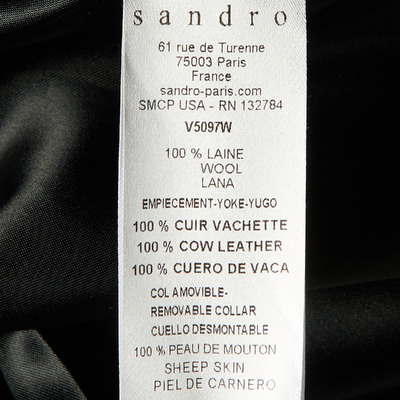 sandro
61 rue de Turenne
75003 Paris
France
sandro-paris.com
SMCP USA - RN 132784
V5097W
100 % LAINE
WOOL
LANA
EMPIECEMENT-YOKE-YUGO
100 % CUIR VACHETTE
100 % COW LEATHER
100 % CUERO DE VACA
COL AMOVIBLE-
REMOVABLE COLLAR
CUELLO DESMONTABLE
100 % PEAU DE MOUTON
SHEEP SKIN
PIEL DE CARNERO